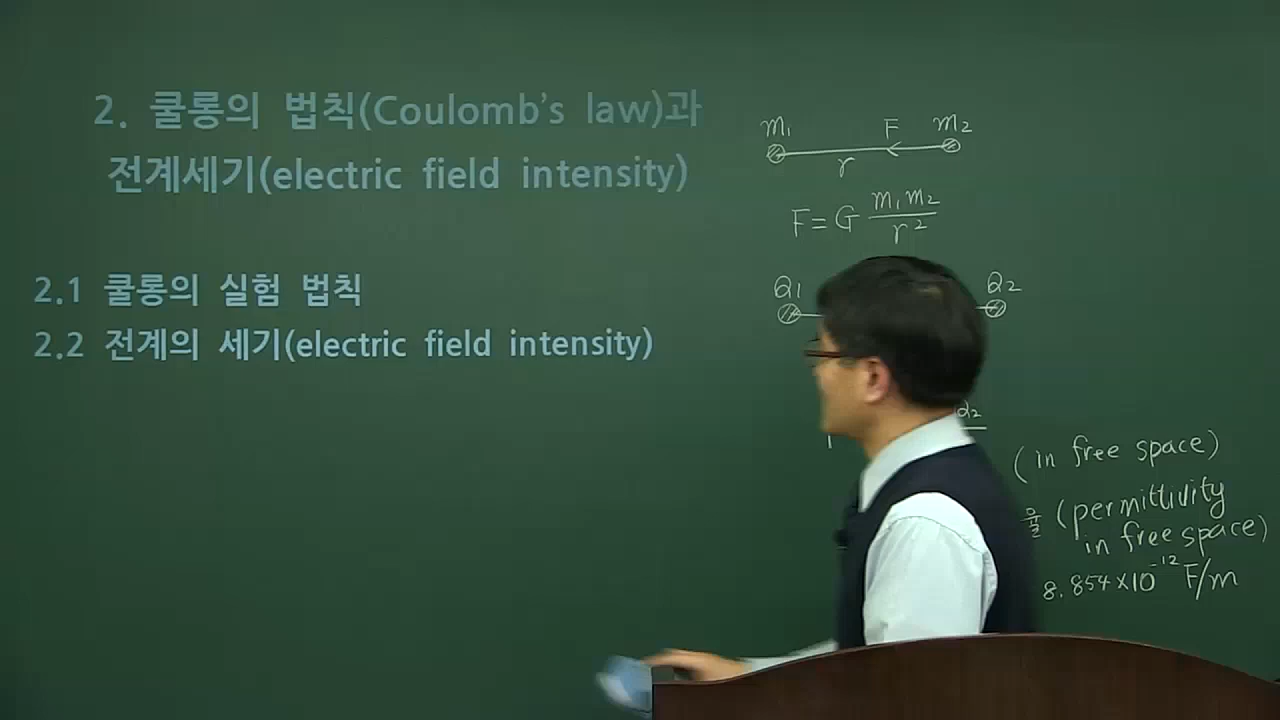 2. 쿨롱의 법칙(Coulomb's law)과
전계세기(electric field intensity)
2.1 쿨롱의 실험 법칙
2.2 전계의 세기(electric field intensity)
m₁ F m₂
r
F = G m₁ m₂ / r²
Q₁ Q₂
(in free space)
(permittivity
in free space)
8.854×10⁻¹² F/m